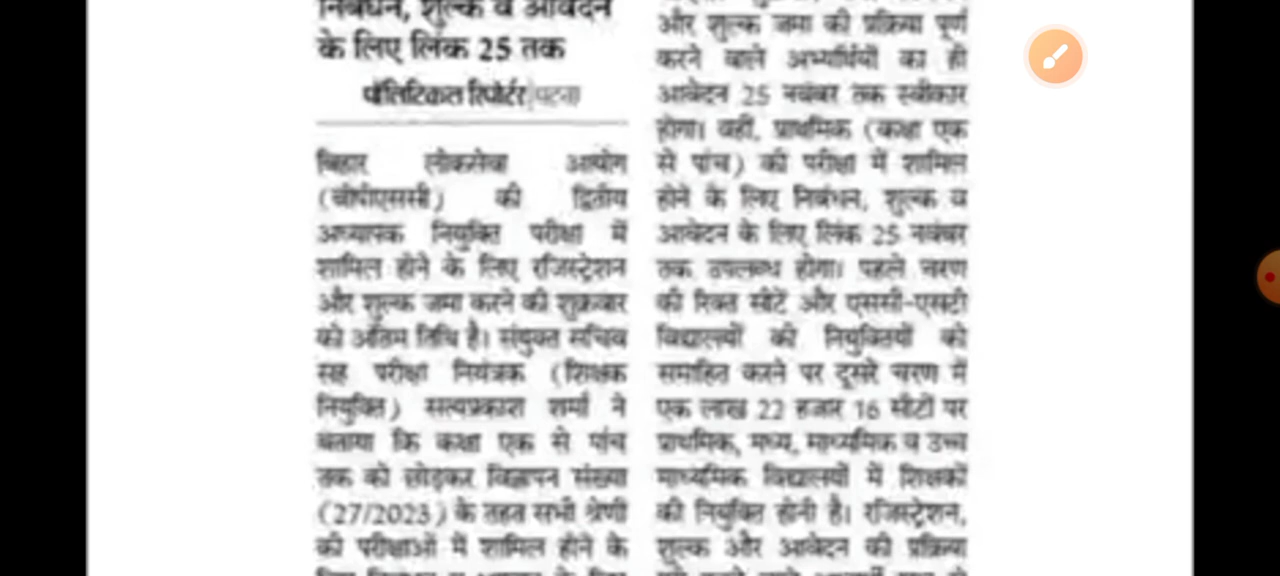 निबंधन, शुल्क व आवेदन
के लिए लिंक 25 तक
पॉलिटिकल रिपोर्टर|पटना
बिहार लोकसेवा आयोग
(बीपीएससी) की द्वितीय
अध्यापक नियुक्ति परीक्षा में
शामिल होने के लिए रजिस्ट्रेशन
और शुल्क जमा करने की शुक्रवार
को अंतिम तिथि है। संयुक्त सचिव
सह परीक्षा नियंत्रक (शिक्षक
नियुक्ति) सत्यप्रकाश शर्मा ने
बताया कि कक्षा एक से पांच
तक को छोड़कर विज्ञापन संख्या
(27/2023) के तहत सभी श्रेणी
की परीक्षाओं में शामिल होने के
और शुल्क जमा की प्रक्रिया पूर्ण
करने वाले अभ्यर्थियों का ही
आवेदन 25 नवंबर तक स्वीकार
होगा। वहीं, प्राथमिक (कक्षा एक
से पांच) की परीक्षा में शामिल
होने के लिए निबंधन, शुल्क व
आवेदन के लिए लिंक 25 नवंबर
तक उपलब्ध होगा। पहले चरण
की रिक्त सीटें और एससी-एसटी
विद्यालयों की नियुक्तियों को
समाहित करने पर दूसरे चरण में
एक लाख 22 हजार 16 सीटों पर
प्राथमिक, मध्य, माध्यमिक व उच्च
माध्यमिक विद्यालयों में शिक्षकों
की नियुक्ति होनी है। रजिस्ट्रेशन,
शुल्क और आवेदन की प्रक्रिया